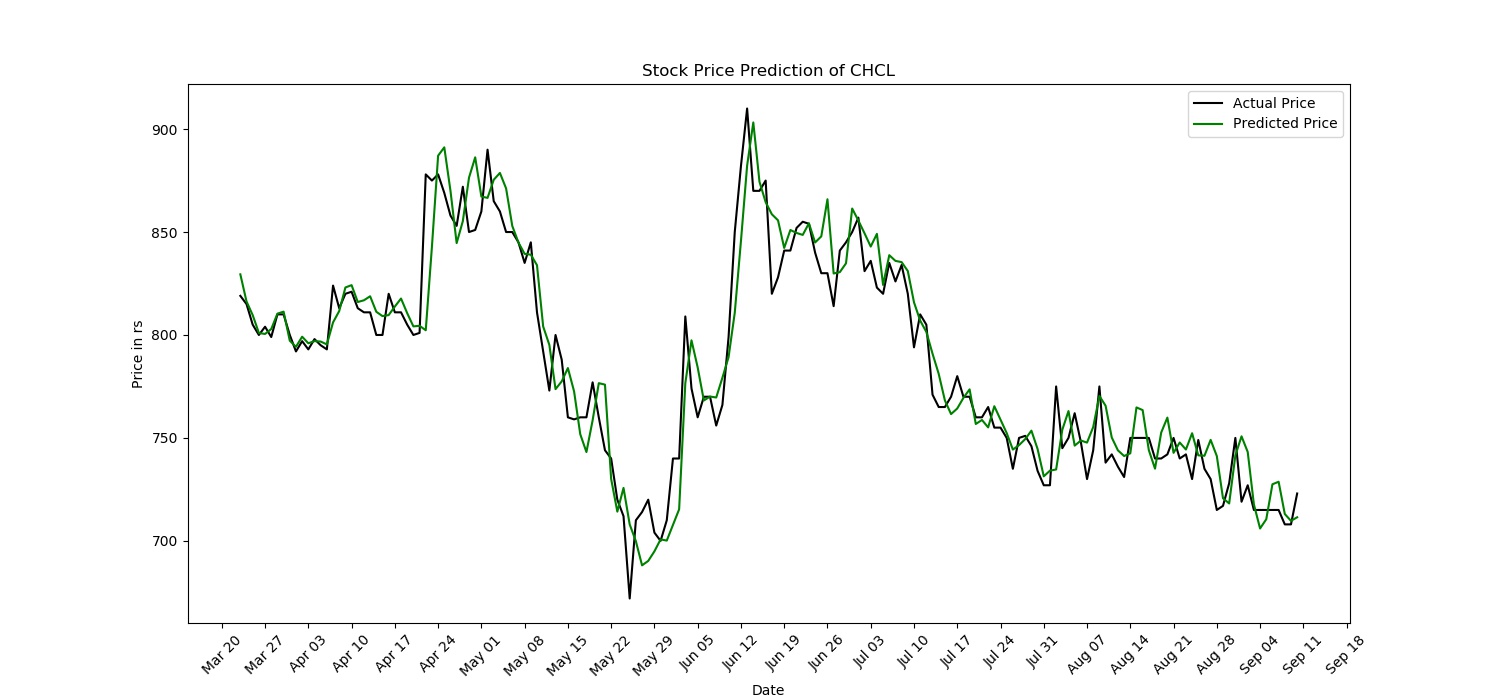 Stock Price Prediction of CHCL
Actual Price
Predicted Price
Price in rs
900
850
800
750
700
Mar 20
Mar 27
Apr 03
Apr 10
Apr 17
Apr 24
May 01
May 08
May 15
May 22
May 29
Jun 05
Jun 12
Jun 19
Jun 26
Jul 03
Jul 10
Jul 17
Jul 24
Jul 31
Aug 07
Aug 14
Aug 21
Aug 28
Sep 04
Sep 11
Sep 18
Date